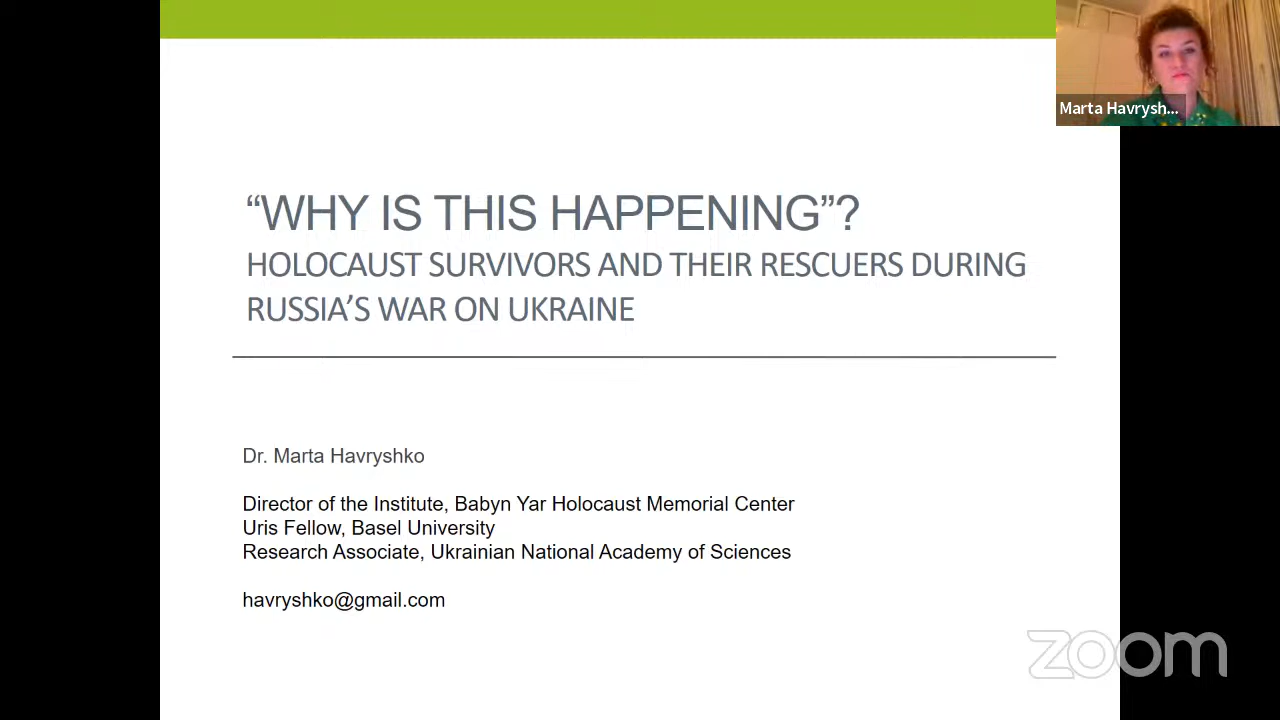 Marta Havrysh...
“WHY IS THIS HAPPENING”?
HOLOCAUST SURVIVORS AND THEIR RESCUERS DURING
RUSSIA’S WAR ON UKRAINE
Dr. Marta Havryshko
Director of the Institute, Babyn Yar Holocaust Memorial Center
Uris Fellow, Basel University
Research Associate, Ukrainian National Academy of Sciences
havryshko@gmail.com
zoom